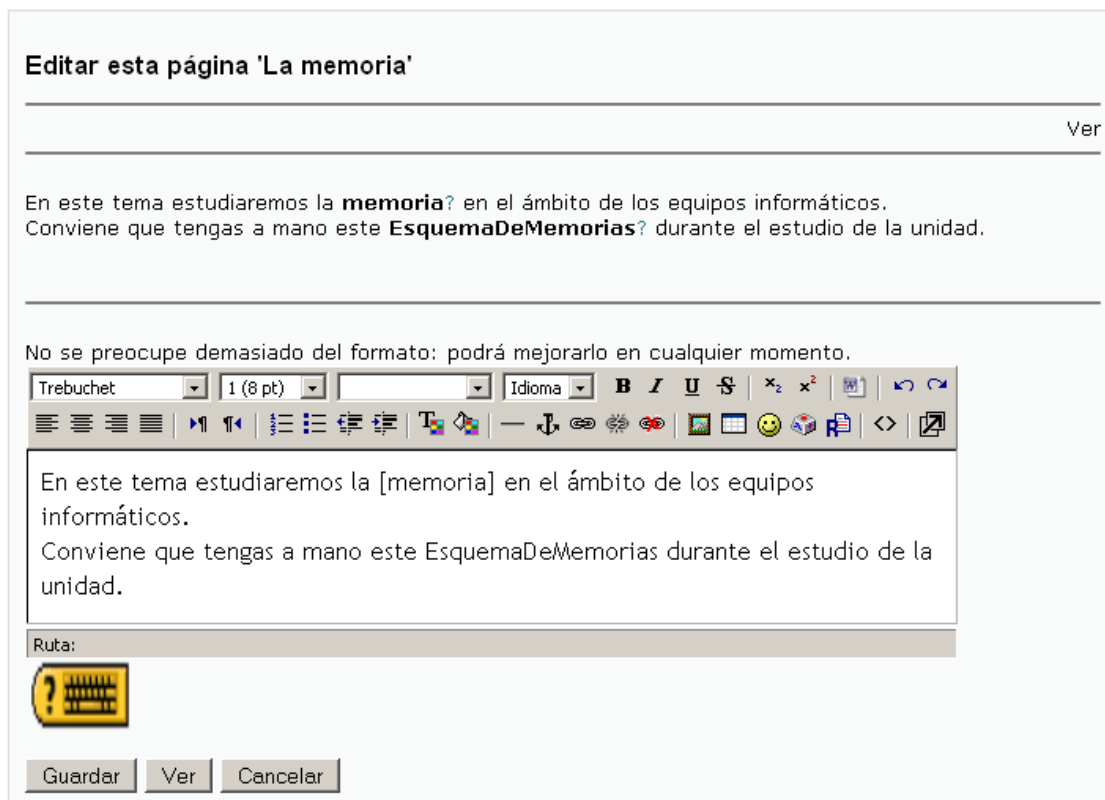 Editar esta página 'La memoria'
Ver
En este tema estudiaremos la memoria? en el ámbito de los equipos informáticos.
Conviene que tengas a mano este EsquemaDeMemorias? durante el estudio de la unidad.
No se preocupe demasiado del formato: podrá mejorarlo en cualquier momento.
Trebuchet 1 (8 pt) Idioma B I U S x₂ x²
En este tema estudiaremos la [memoria] en el ámbito de los equipos
informáticos.
Conviene que tengas a mano este EsquemaDeMemorias durante el estudio de la
unidad.
Ruta:
?
Guardar Ver Cancelar